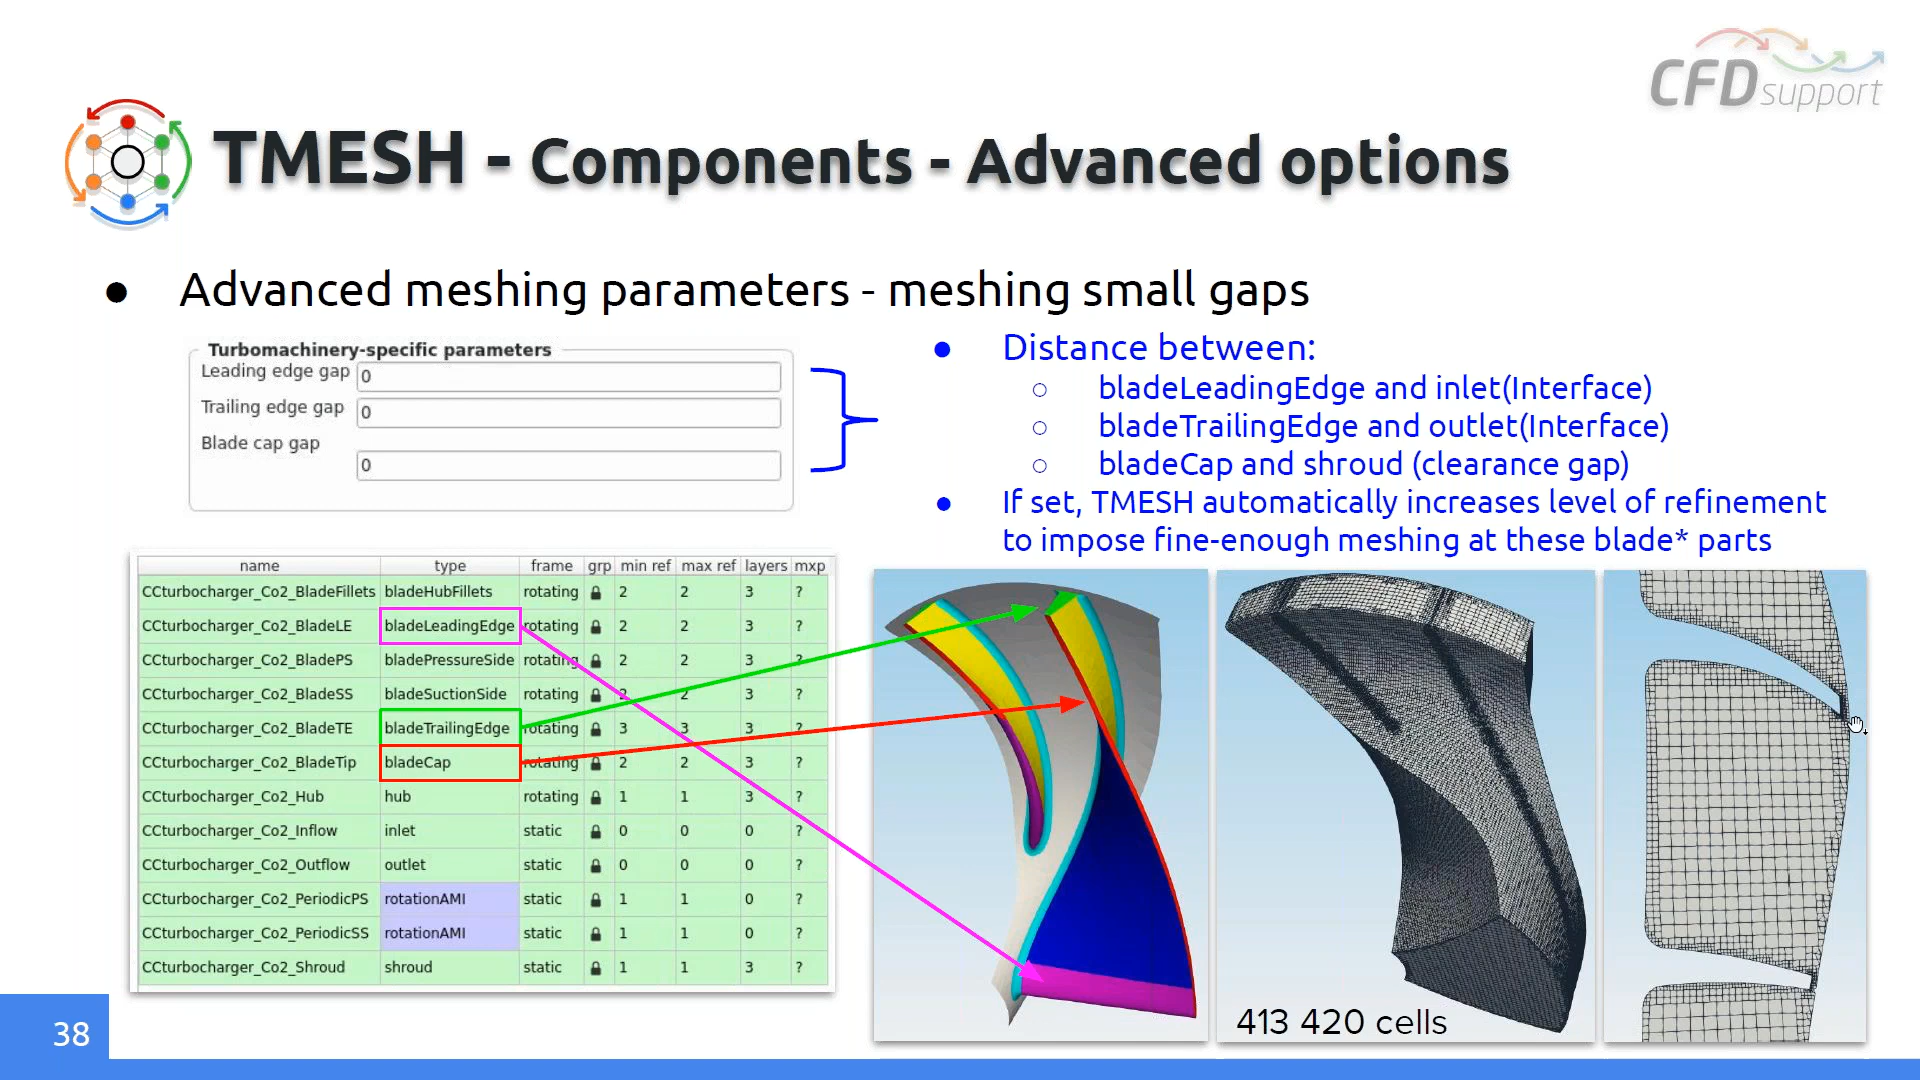 CFD support
TMESH - Components - Advanced options
● Advanced meshing parameters - meshing small gaps
Turbomachinery-specific parameters
Leading edge gap 0
Trailing edge gap 0
Blade cap gap
0
● Distance between:
○ bladeLeadingEdge and inlet(Interface)
○ bladeTrailingEdge and outlet(Interface)
○ bladeCap and shroud (clearance gap)
● If set, TMESH automatically increases level of refinement
to impose fine-enough meshing at these blade* parts
name type frame grp min ref max ref layers mxp
CCturbocharger_Co2_BladeFillets bladeHubFillets rotating 2 2 3 ?
CCturbocharger_Co2_BladeLE bladeLeadingEdge rotating 2 2 3 ?
CCturbocharger_Co2_BladePS bladePressureSide rotating 2 2 3 ?
CCturbocharger_Co2_BladeSS bladeSuctionSide rotating 2 2 3 ?
CCturbocharger_Co2_BladeTE bladeTrailingEdge rotating 3 3 3 ?
CCturbocharger_Co2_BladeTip bladeCap rotating 2 2 3 ?
CCturbocharger_Co2_Hub hub rotating 1 1 3 ?
CCturbocharger_Co2_Inflow inlet static 0 0 0 ?
CCturbocharger_Co2_Outflow outlet static 0 0 0 ?
CCturbocharger_Co2_PeriodicPS rotationAMI static 1 1 0 ?
CCturbocharger_Co2_PeriodicSS rotationAMI static 1 1 0 ?
CCturbocharger_Co2_Shroud shroud static 1 1 3 ?
413 420 cells
38